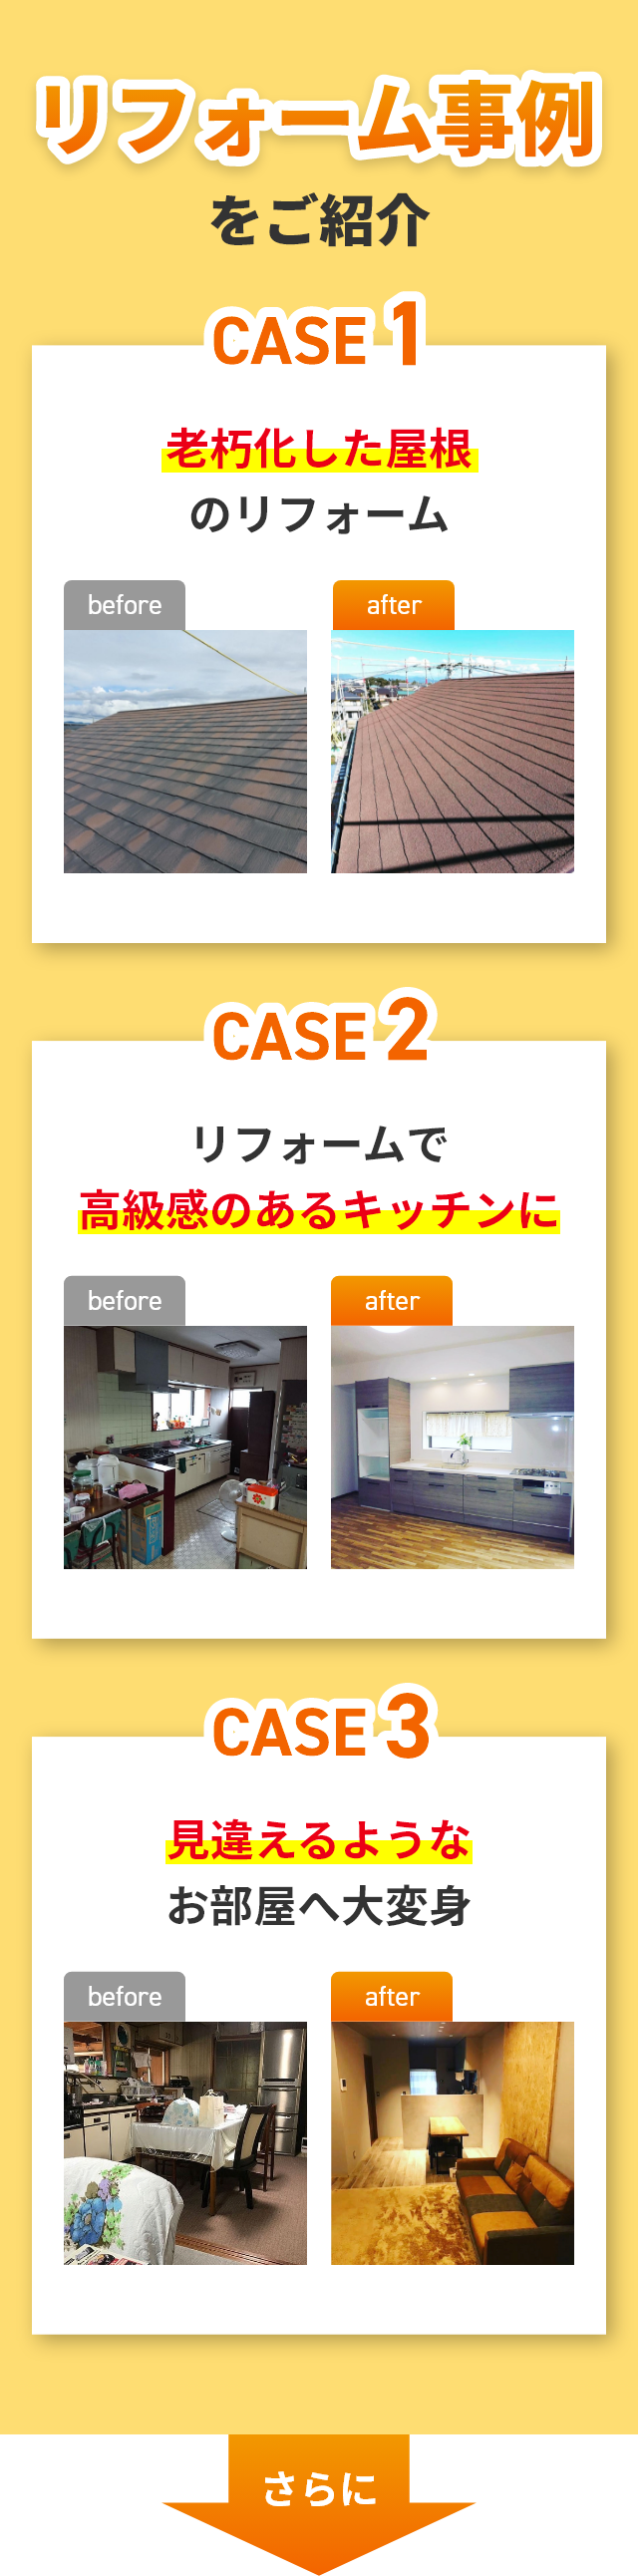 リフォーム事例
をご紹介
CASE 1
老朽化した屋根
のリフォーム
before
after
CASE 2
リフォームで
高級感のあるキッチンに
before
after
CASE 3
見違えるような
お部屋へ大変身
before
after
さらに